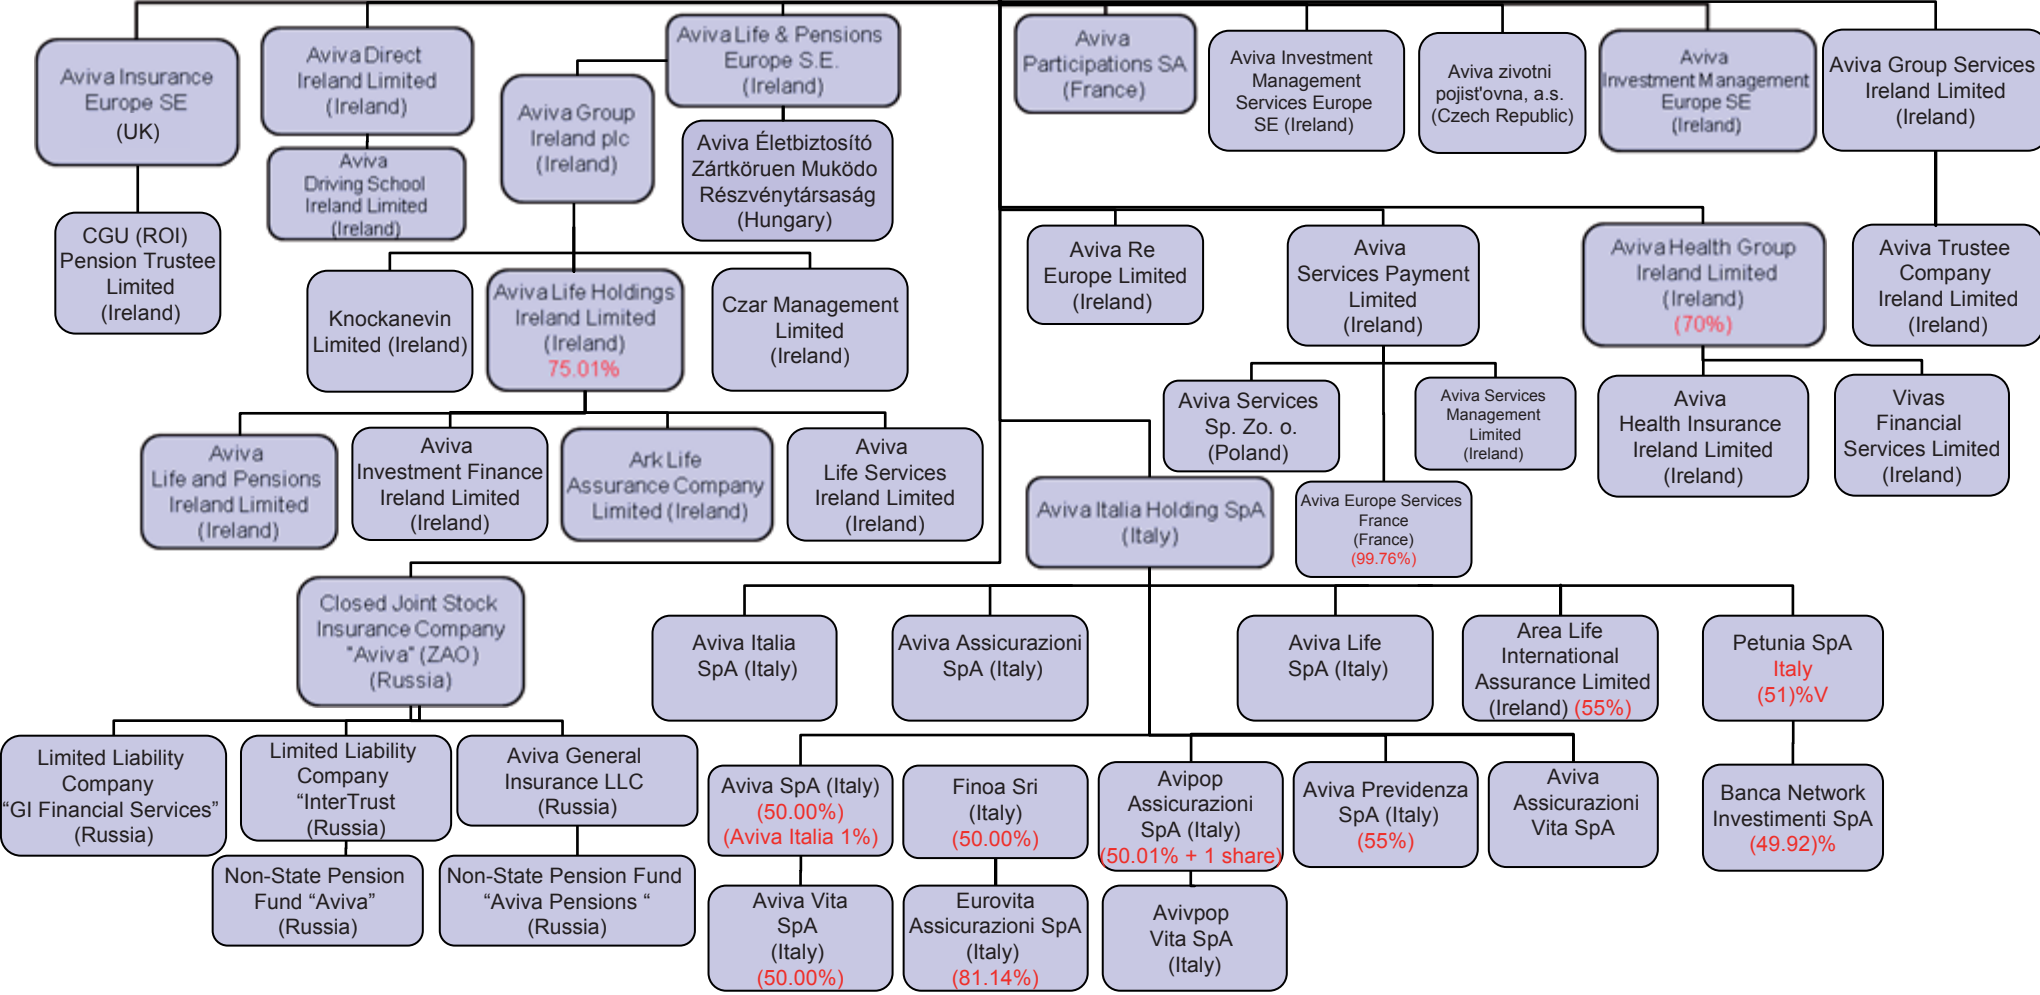 Aviva Insurance
Europe SE
(UK)
CGU (ROI)
Pension Trustee
Limited
(Ireland)
Aviva Direct
Ireland Limited
(Ireland)
Aviva
Driving School
Ireland Limited
(Ireland)
Aviva Life & Pensions
Europe S.E.
(Ireland)
Aviva Group
Ireland plc
(Ireland)
Aviva Életbiztosító
Zártköruen Muködo
Részvénytársaság
(Hungary)
Knockanevin
Limited (Ireland)
Aviva Life Holdings
Ireland Limited
(Ireland)
75.01%
Czar Management
Limited
(Ireland)
Aviva
Life and Pensions
Ireland Limited
(Ireland)
Aviva
Investment Finance
Ireland Limited
(Ireland)
Ark Life
Assurance Company
Limited (Ireland)
Aviva
Life Services
Ireland Limited
(Ireland)
Aviva
Participations SA
(France)
Aviva Investment
Management
Services Europe
SE (Ireland)
Aviva zivotni
pojist'ovna, a.s.
(Czech Republic)
Aviva
Investment Management
Europe SE
(Ireland)
Aviva Group Services
Ireland Limited
(Ireland)
Aviva Re
Europe Limited
(Ireland)
Aviva
Services Payment
Limited
(Ireland)
Aviva Health Group
Ireland Limited
(Ireland)
(70%)
Aviva Trustee
Company
Ireland Limited
(Ireland)
Aviva Services
Sp. Zo. o.
(Poland)
Aviva Services
Management
Limited
(Ireland)
Aviva
Health Insurance
Ireland Limited
(Ireland)
Vivas
Financial
Services Limited
(Ireland)
Aviva Europe Services
France
(France)
(99.76%)
Aviva Italia Holding SpA
(Italy)
Closed Joint Stock
Insurance Company
"Aviva" (ZAO)
(Russia)
Limited Liability
Company
“GI Financial Services”
(Russia)
Limited Liability
Company
“InterTrust
(Russia)
Aviva General
Insurance LLC
(Russia)
Non-State Pension
Fund “Aviva”
(Russia)
Non-State Pension Fund
“Aviva Pensions “
(Russia)
Aviva Italia
SpA (Italy)
Aviva Assicurazioni
SpA (Italy)
Aviva Life
SpA (Italy)
Area Life
International
Assurance Limited
(Ireland) (55%)
Petunia SpA
Italy
(51)%V
Aviva SpA (Italy)
(50.00%)
(Aviva Italia 1%)
Finoa Sri
(Italy)
(50.00%)
Avipop
Assicurazioni
SpA (Italy)
(50.01% + 1 share)
Aviva Previdenza
SpA (Italy)
(55%)
Aviva
Assicurazioni
Vita SpA
Banca Network
Investimenti SpA
(49.92)%
Aviva Vita
SpA
(Italy)
(50.00%)
Eurovita
Assicurazioni SpA
(Italy)
(81.14%)
Avivpop
Vita SpA
(Italy)